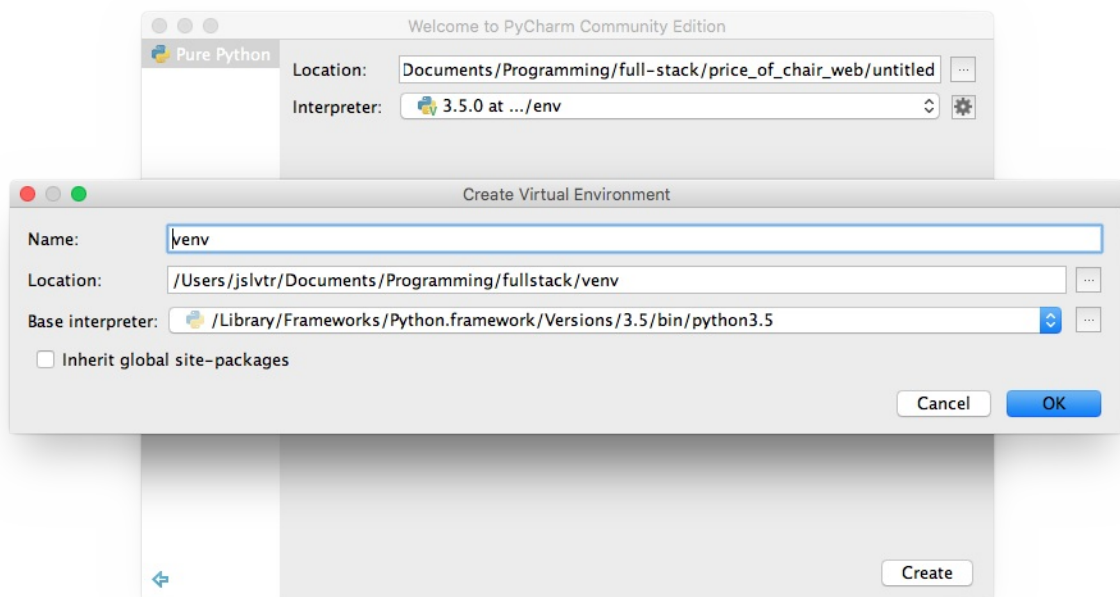 Welcome to PyCharm Community Edition
Pure Python
Location: Documents/Programming/full-stack/price_of_chair_web/untitled ...
Interpreter: 3.5.0 at .../env
Create Virtual Environment
Name: venv
Location: /Users/jslvtr/Documents/Programming/fullstack/venv ...
Base interpreter: /Library/Frameworks/Python.framework/Versions/3.5/bin/python3.5 ...
Inherit global site-packages
Cancel OK
Create